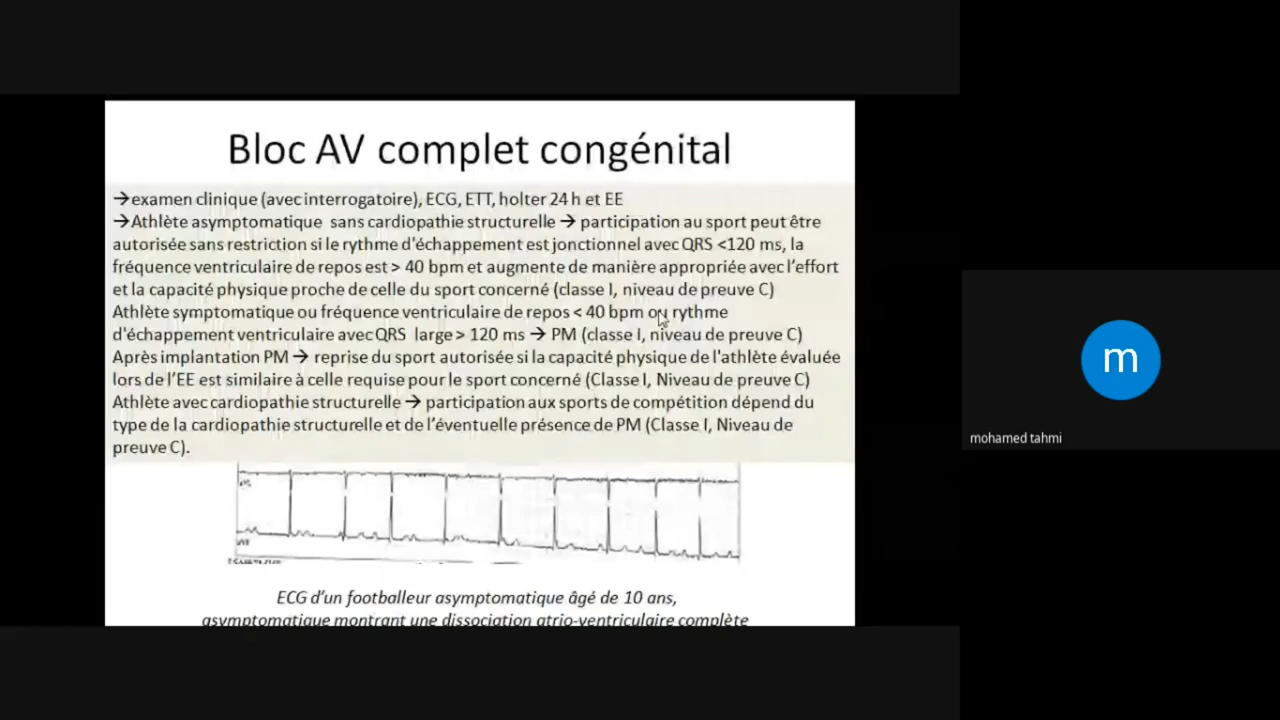 Bloc AV complet congénital
→examen clinique (avec interrogatoire), ECG, ETT, holter 24 h et EE
→Athlète asymptomatique sans cardiopathie structurelle → participation au sport peut être
autorisée sans restriction si le rythme d'échappement est jonctionnel avec QRS <120 ms, la
fréquence ventriculaire de repos est > 40 bpm et augmente de manière appropriée avec l'effort
et la capacité physique proche de celle du sport concerné (classe I, niveau de preuve C)
Athlète symptomatique ou fréquence ventriculaire de repos < 40 bpm ou rythme
d'échappement ventriculaire avec QRS large > 120 ms → PM (classe I, niveau de preuve C)
Après implantation PM → reprise du sport autorisée si la capacité physique de l'athlète évaluée
lors de l'EE est similaire à celle requise pour le sport concerné (Classe I, Niveau de preuve C)
Athlète avec cardiopathie structurelle → participation aux sports de compétition dépend du
type de la cardiopathie structurelle et de l'éventuelle présence de PM (Classe I, Niveau de
preuve C).
ECG d'un footballeur asymptomatique âgé de 10 ans,
asymptomatique montrant une dissociation atrio-ventriculaire complète
m
mohamed tahmi